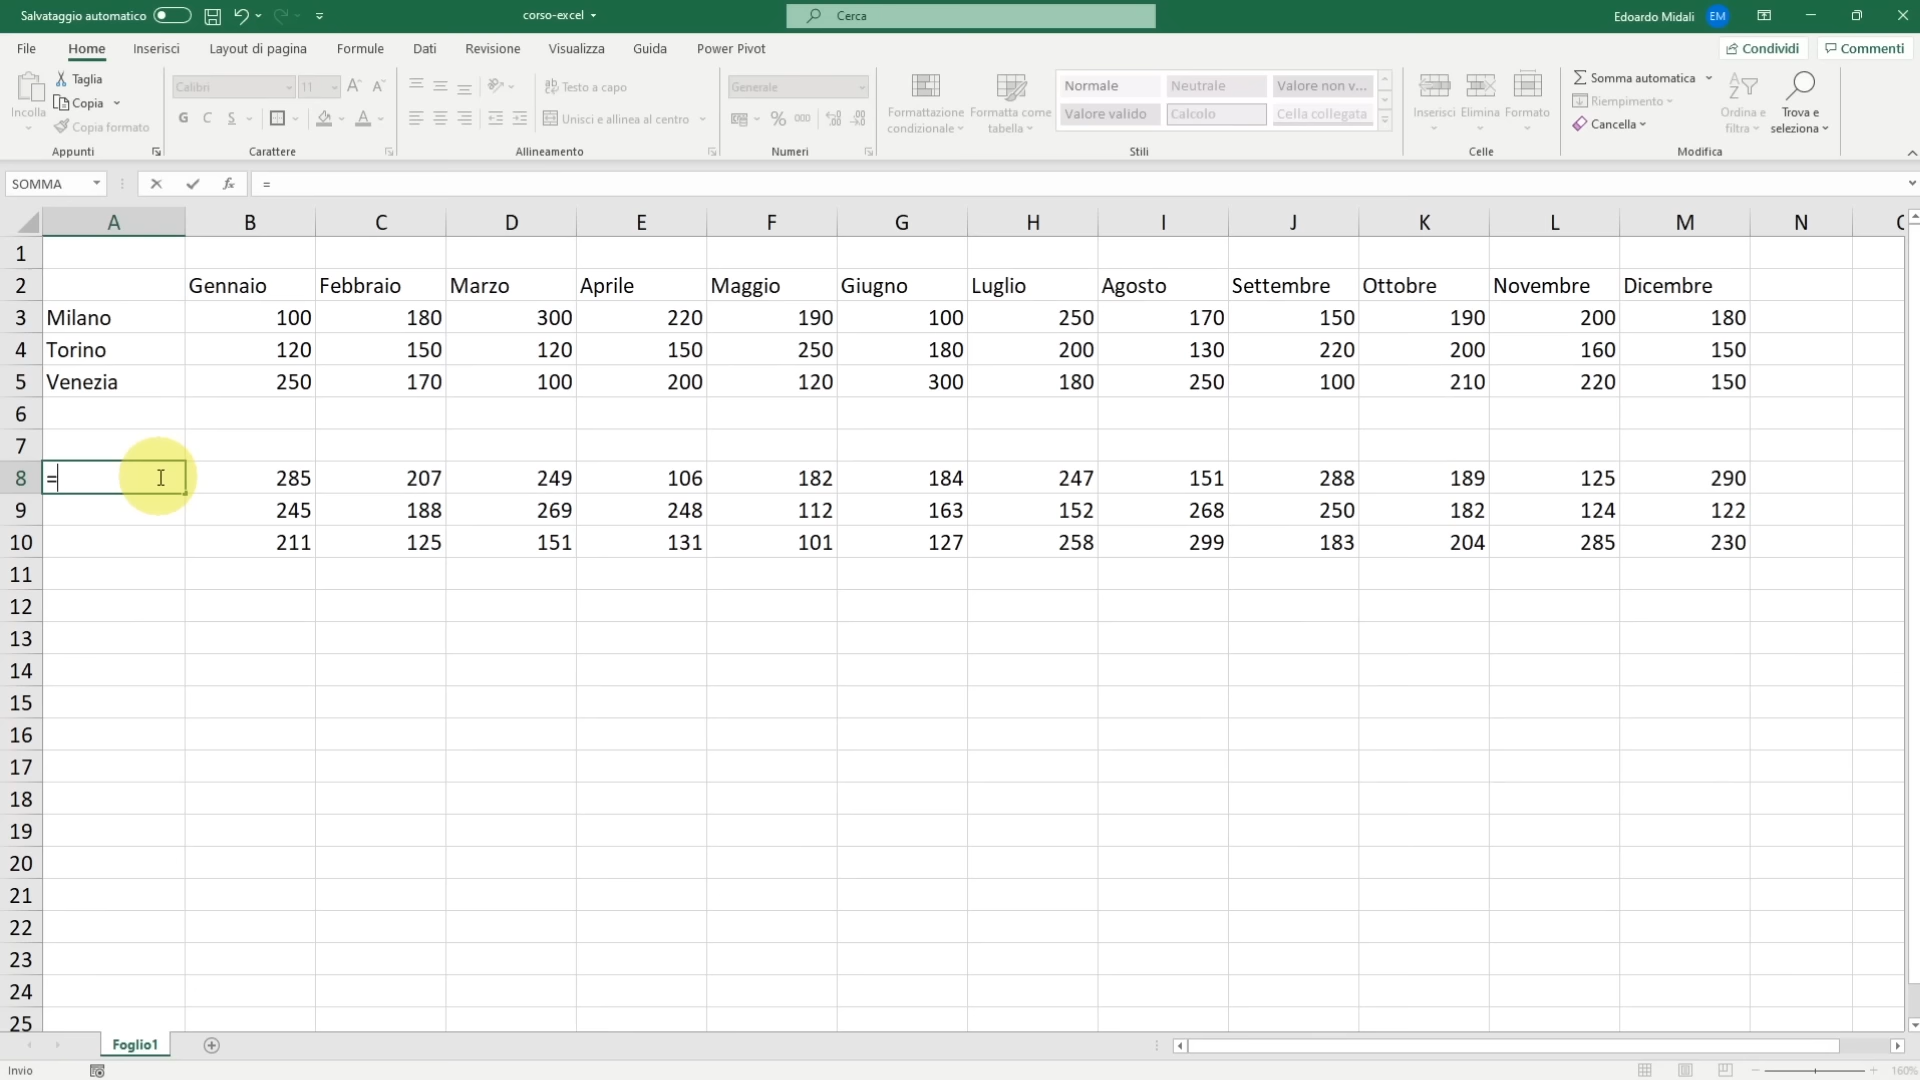 Salvataggio automatico corso-excel Cerca Edoardo Midali EM
File Home Inserisci Layout di pagina Formule Dati Revisione Visualizza Guida Power Pivot Condividi Commenti
Incolla Taglia Copia Copia formato Appunti
Calibri 11 G C S A Carattere
Testo a capo Unisci e allinea al centro Allineamento
Generale % 000 Numeri
Formattazione condizionale Formatta come tabella Normale Neutrale Valore non v... Valore valido Calcolo Cella collegata Stili
Inserisci Elimina Formato Celle
Somma automatica Riempimento Cancella Ordina e filtra Trova e seleziona Modifica
SOMMA fx =
A B C D E F G H I J K L M N
1
2 Gennaio Febbraio Marzo Aprile Maggio Giugno Luglio Agosto Settembre Ottobre Novembre Dicembre
3 Milano 100 180 300 220 190 100 250 170 150 190 200 180
4 Torino 120 150 120 150 250 180 200 130 220 200 160 150
5 Venezia 250 170 100 200 120 300 180 250 100 210 220 150
6
7
8 = 285 207 249 106 182 184 247 151 288 189 125 290
9 245 188 269 248 112 163 152 268 250 182 124 122
10 211 125 151 131 101 127 258 299 183 204 285 230
11
12
13
14
15
16
17
18
19
20
21
22
23
24
25
Foglio1
Invio 160%